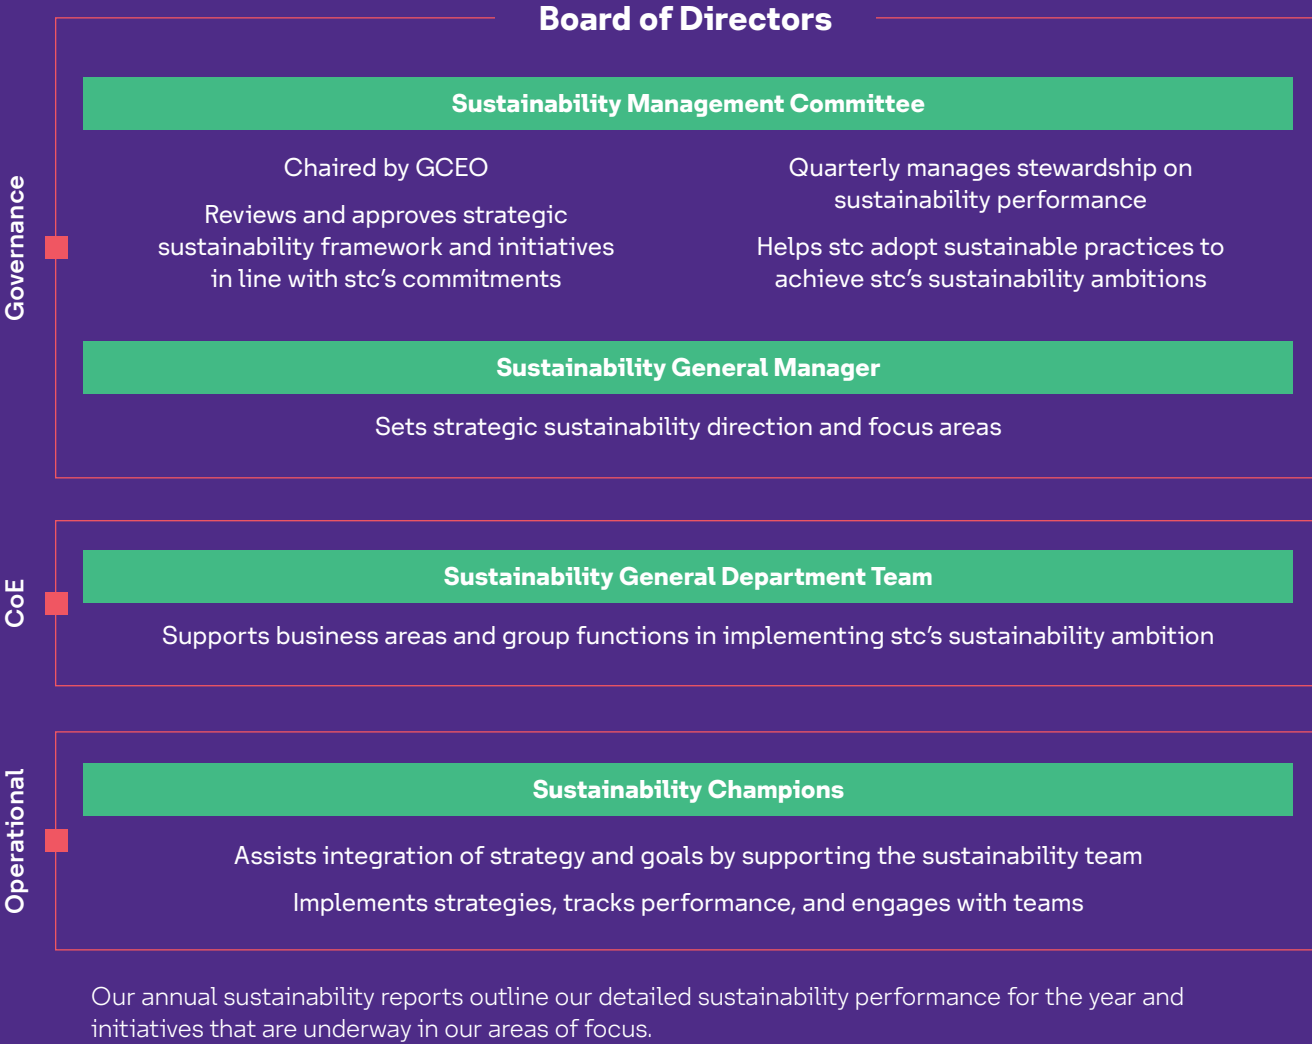 Board of Directors
Governance
Sustainability Management Committee
Chaired by GCEO
Reviews and approves strategic
sustainability framework and initiatives
in line with stc’s commitments
Quarterly manages stewardship on
sustainability performance
Helps stc adopt sustainable practices to
achieve stc’s sustainability ambitions
Sustainability General Manager
Sets strategic sustainability direction and focus areas
CoE
Sustainability General Department Team
Supports business areas and group functions in implementing stc’s sustainability ambition
Operational
Sustainability Champions
Assists integration of strategy and goals by supporting the sustainability team
Implements strategies, tracks performance, and engages with teams
Our annual sustainability reports outline our detailed sustainability performance for the year and
initiatives that are underway in our areas of focus.